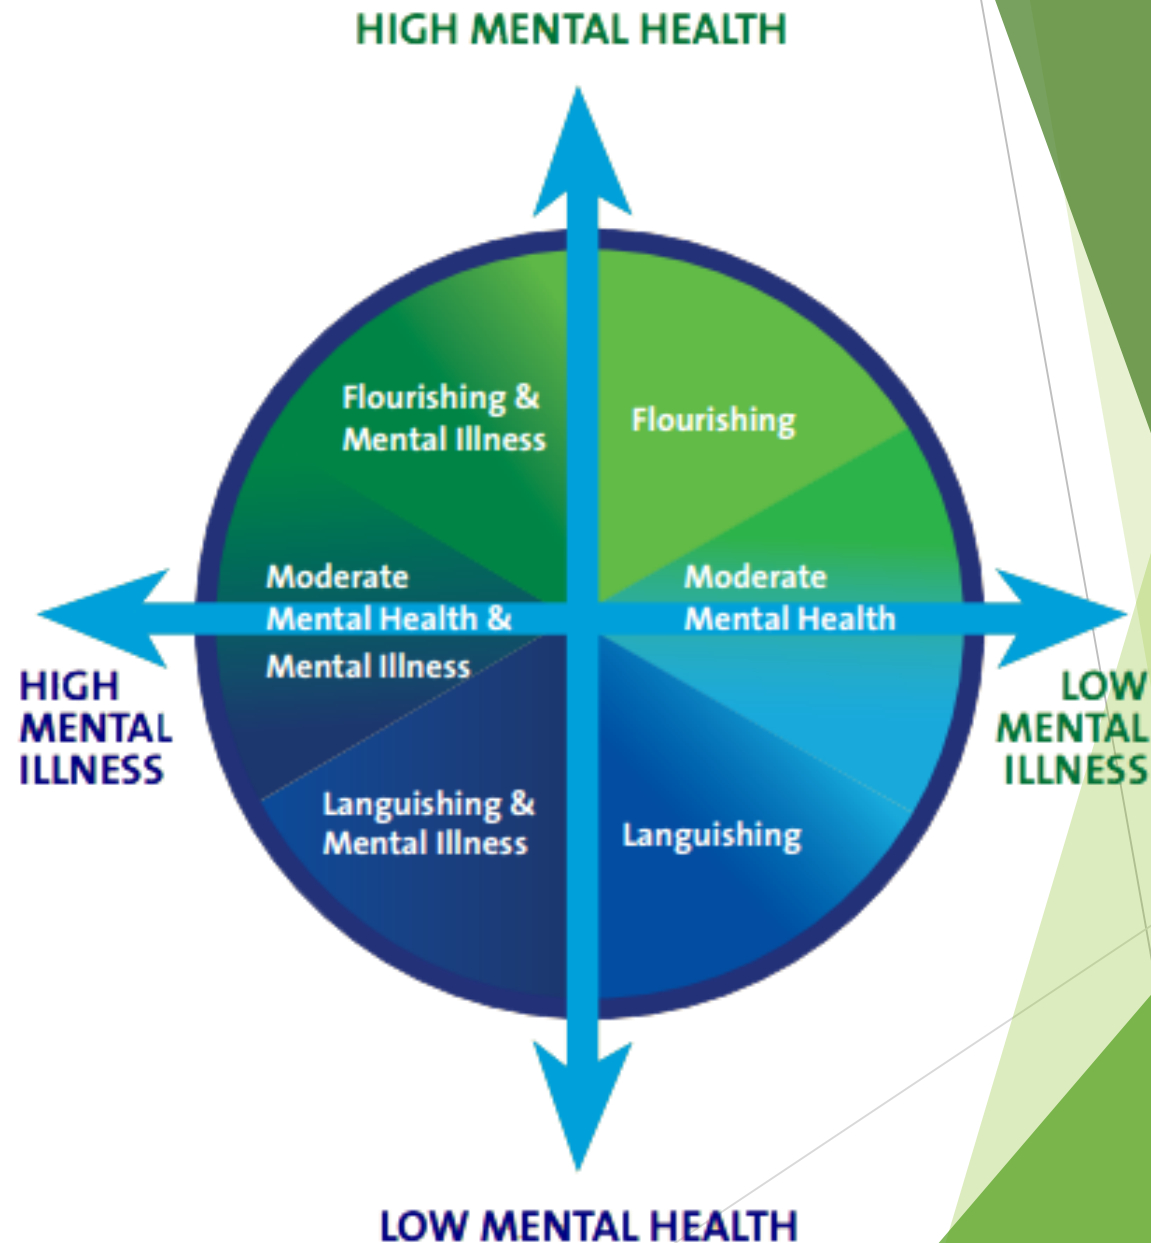 HIGH MENTAL HEALTH
Flourishing &
Mental Illness
Flourishing
Moderate
Mental Health &
Mental Illness
Moderate
Mental Health
HIGH
MENTAL
ILLNESS
LOW
MENTAL
ILLNESS
Languishing &
Mental Illness
Languishing
LOW MENTAL HEALTH